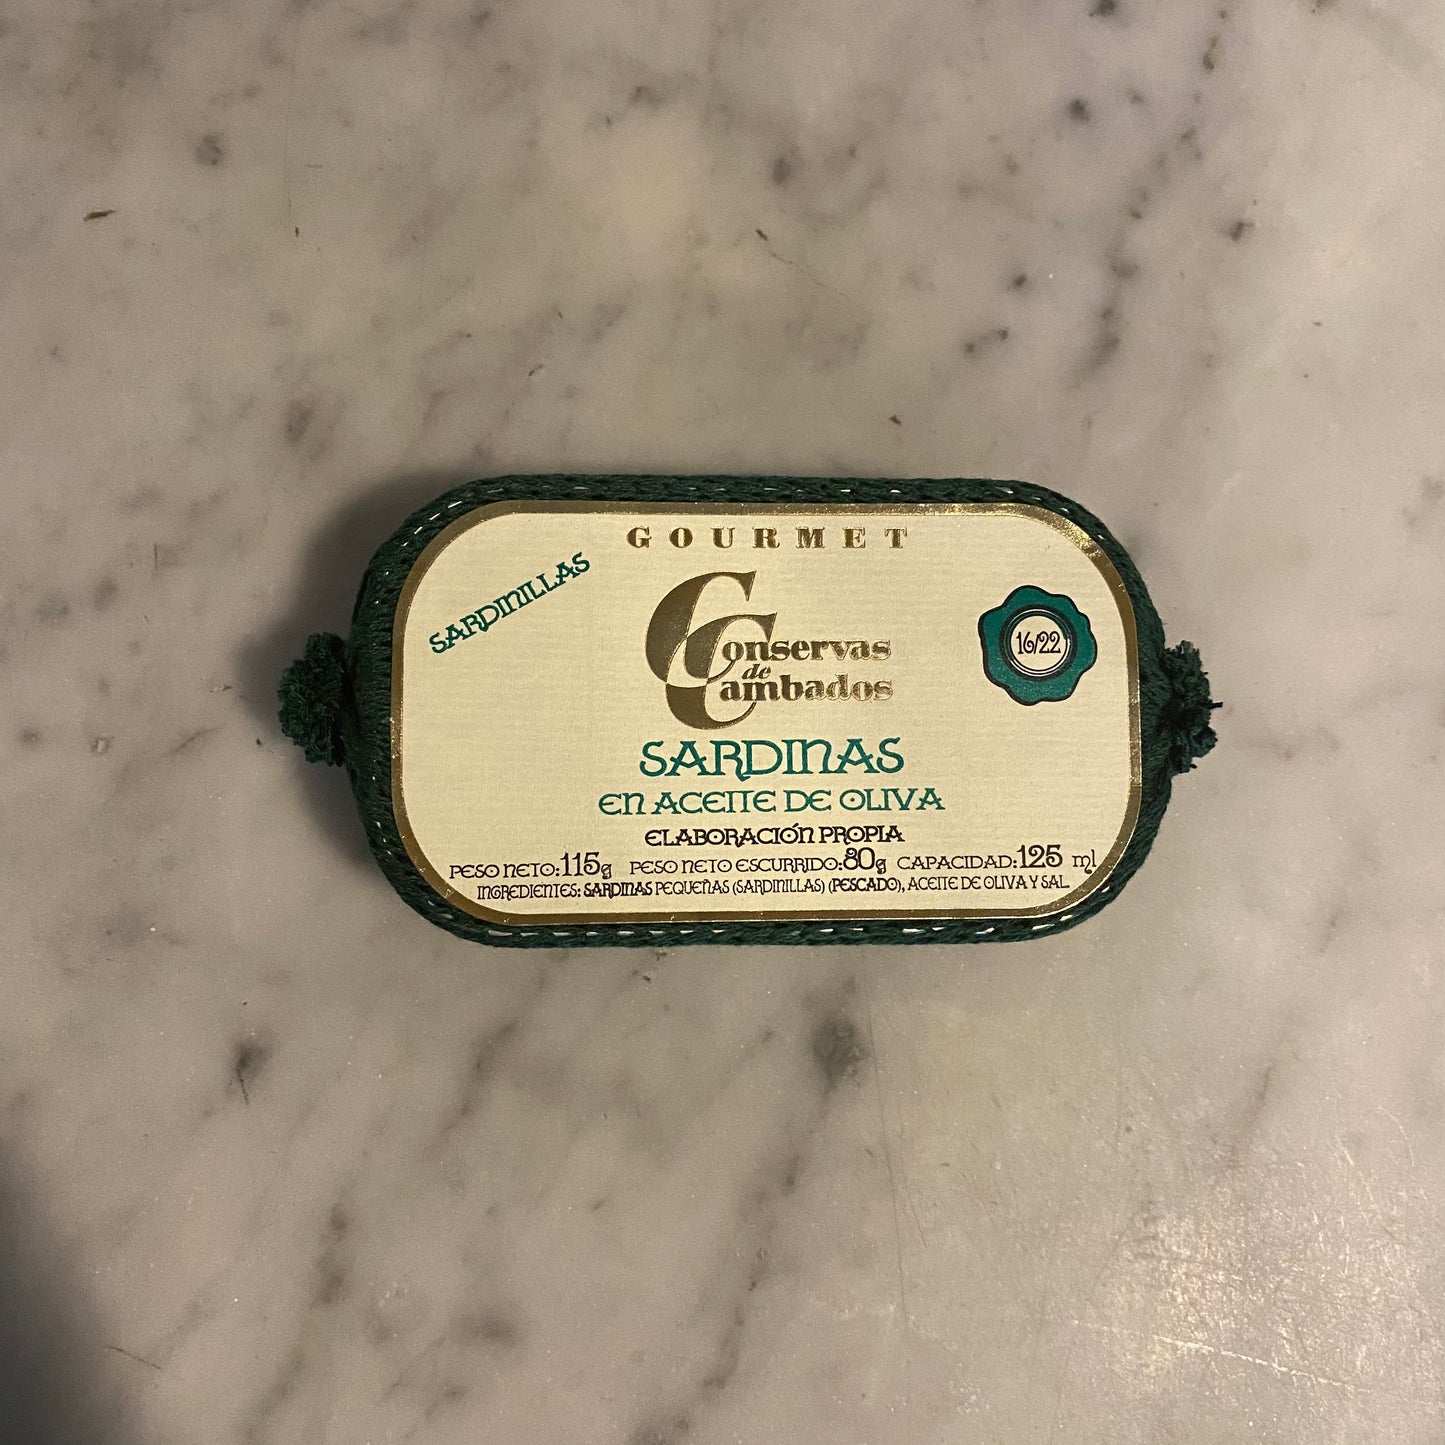 GOURMET
SARDINILLAS
Conservas
de
Cambados
16/22
SARDINAS
EN ACEITE DE OLIVA
ELABORACIÓN PROPIA
PESO NETO:115g PESO NETO ESCURRIDO:80g CAPACIDAD:125 ml
INGREDIENTES: SARDINAS PEQUEÑAS (SARDINILLAS) (PESCADO), ACEITE DE OLIVA Y SAL